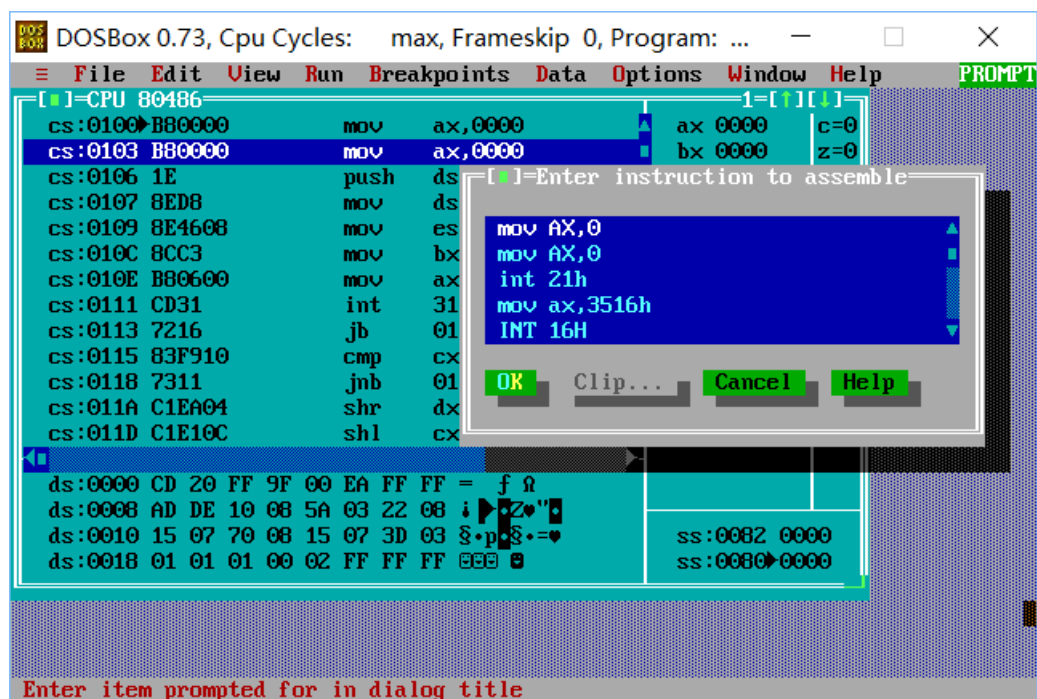 DOSBox 0.73, Cpu Cycles: max, Frameskip 0, Program: ...
≡ File Edit View Run Breakpoints Data Options Window Help PROMPT
[■]=CPU 80486 1=[↑][↓]
cs:0100►B80000 mov ax,0000 ax 0000 c=0
cs:0103 B80000 mov ax,0000 bx 0000 z=0
cs:0106 1E push ds
cs:0107 8ED8 mov ds
cs:0109 8E4608 mov es
cs:010C 8CC3 mov bx
cs:010E B80600 mov ax
cs:0111 CD31 int 31
cs:0113 7216 jb 01
cs:0115 83F910 cmp cx
cs:0118 7311 jnb 01
cs:011A C1EA04 shr dx
cs:011D C1E10C shl cx
[■]=Enter instruction to assemble
mov AX,0
mov AX,0
int 21h
mov ax,3516h
INT 16H
OK Clip... Cancel Help
ds:0000 CD 20 FF 9F 00 EA FF FF = ƒ Ω
ds:0008 AD DE 10 08 5A 03 22 08 ¡ ▐►◘Z♥"◘
ds:0010 15 07 70 08 15 07 3D 03 §•p◘§•=♥
ds:0018 01 01 01 00 02 FF FF FF ☺☺☺ ☻
ss:0082 0000
ss:0080►0000
Enter item prompted for in dialog title